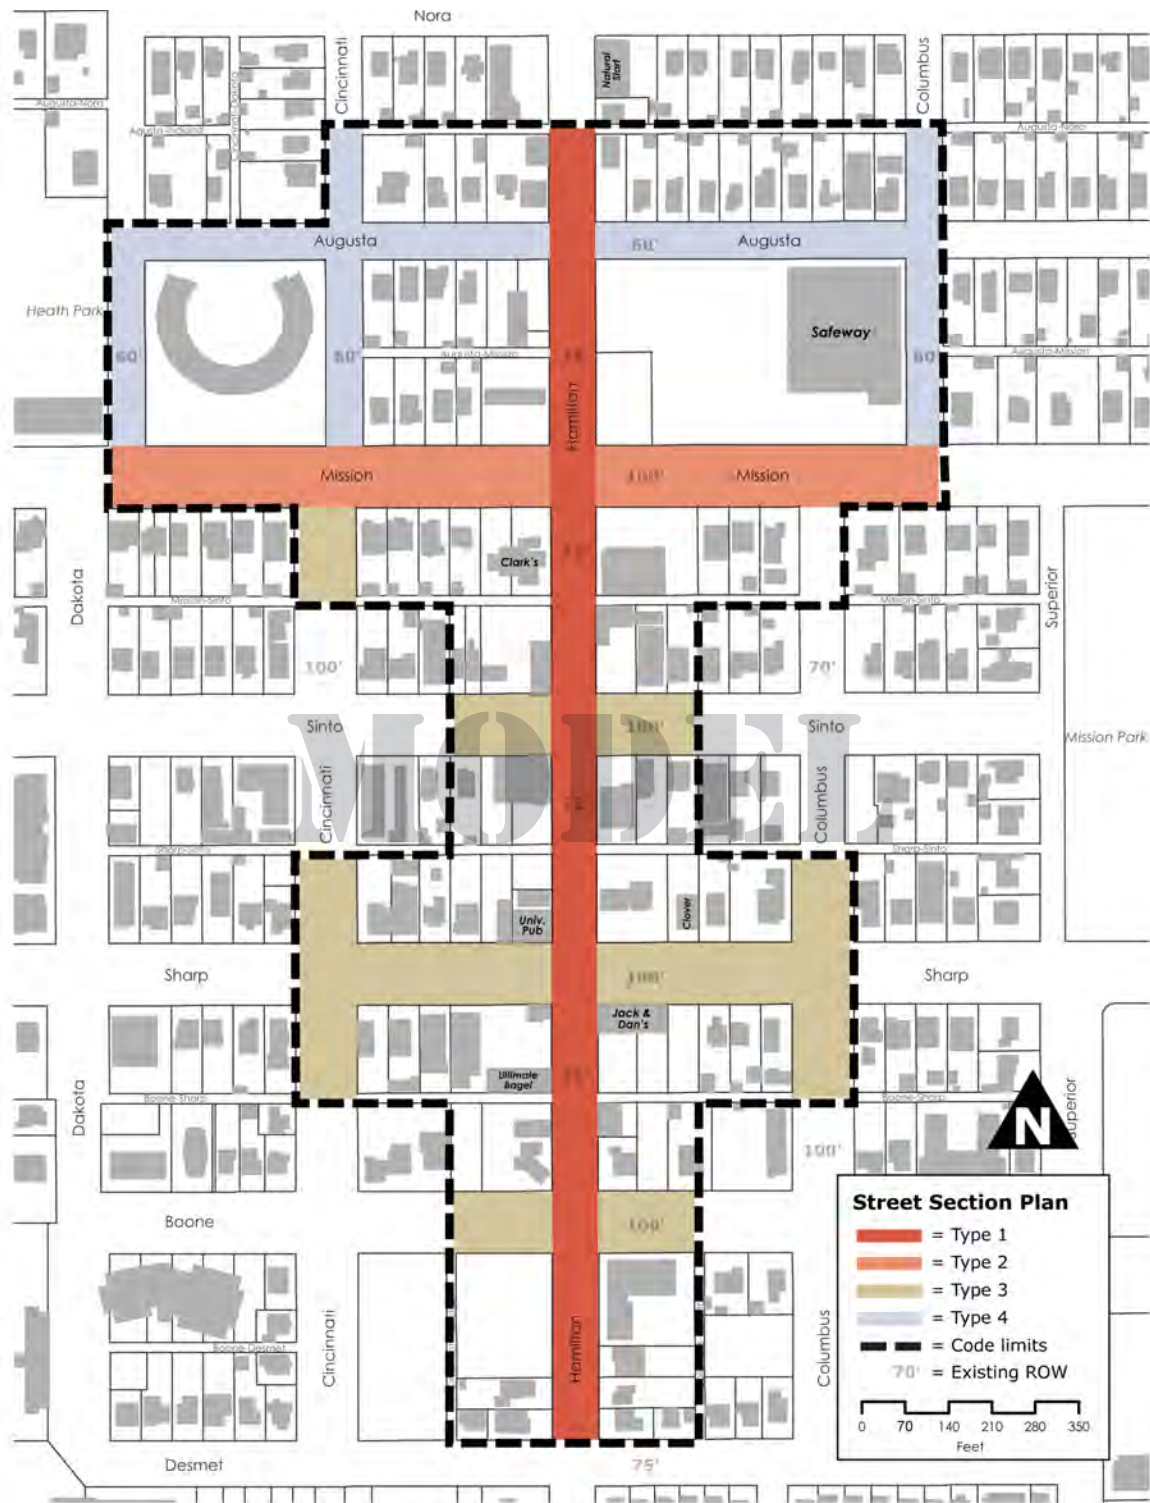 Nora
Cincinnati
Natural
Start
Columbus
Augusta-Nora
Cincinnati-Dakota
Augusta-Nora
Augusta
60'
Augusta
Heath Park
Safeway
60'
60'
60'
Augusta-Mission
Augusta-Mission
Hamilton
Mission
100'
Mission
Clark's
Dakota
Mission-Sinto
Mission-Sinto
Superior
100'
70'
Sinto
100'
Sinto
Mission Park
MODEL
Cincinnati
Columbus
Sharp-Sinto
Sharp-Sinto
Univ.
Pub
Clover
Sharp
100'
Sharp
Jack &
Dan's
Ultimate
Bagel
Dakota
Boone-Sharp
Boone-Sharp
Superior
N
100'
Boone
100'
Hamilton
Cincinnati
Columbus
Boone-Desmet
Desmet
75'
Street Section Plan
= Type 1
= Type 2
= Type 3
= Type 4
= Code limits
70' = Existing ROW
0 70 140 210 280 350
Feet